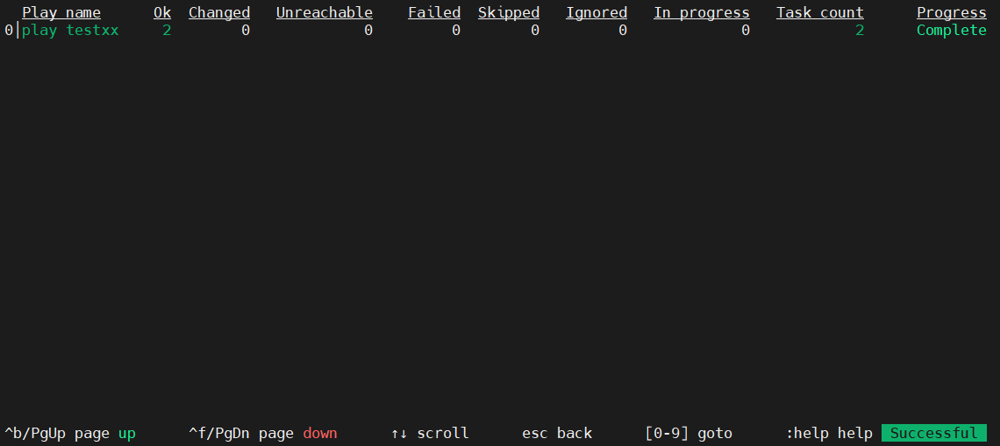 Play name Ok Changed Unreachable Failed Skipped Ignored In progress Task count Progress
0│play testxx 2 0 0 0 0 0 0 2 Complete
^b/PgUp page up ^f/PgDn page down ↑↓ scroll esc back [0-9] goto :help help Successful